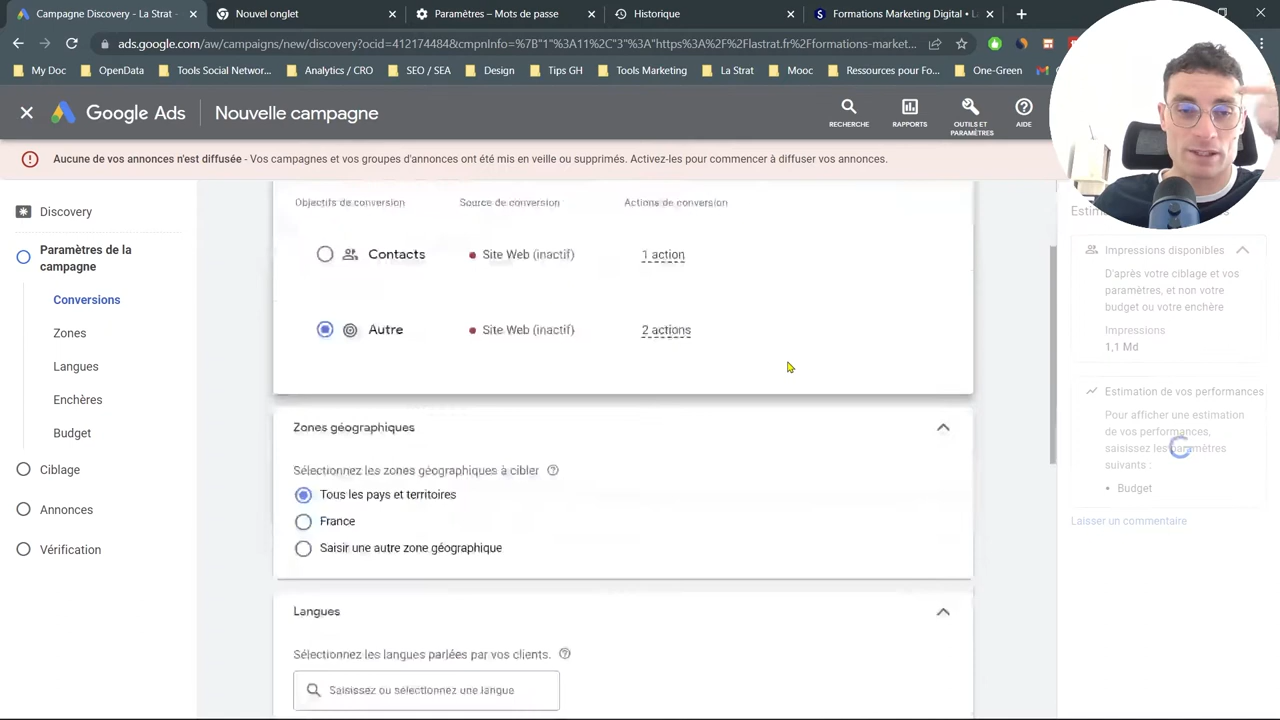 Campagne Discovery - La Strat
Nouvel onglet
Paramètres – Mots de passe
Historique
Formations Marketing Digital - L
ads.google.com/aw/campaigns/new/discovery?ocid=412174484&cmpnInfo=%7B"1"%3A11%2C"3"%3A"https%3A%2F%2Flastrat.fr%2Fformations-market...
My Doc
OpenData
Tools Social Networ...
Analytics / CRO
SEO / SEA
Design
Tips GH
Tools Marketing
La Strat
Mooc
Ressources pour Fo...
One-Green
Google Ads
Nouvelle campagne
RECHERCHE
RAPPORTS
OUTILS ET
PARAMÈTRES
AIDE
Aucune de vos annonces n'est diffusée - Vos campagnes et vos groupes d'annonces ont été mis en veille ou supprimés. Activez-les pour commencer à diffuser vos annonces.
Discovery
Paramètres de la
campagne
Conversions
Zones
Langues
Enchères
Budget
Ciblage
Annonces
Vérification
Objectifs de conversion
Source de conversion
Actions de conversion
Contacts
Site Web (inactif)
1 action
Autre
Site Web (inactif)
2 actions
Zones géographiques
Sélectionnez les zones géographiques à cibler
Tous les pays et territoires
France
Saisir une autre zone géographique
Langues
Sélectionnez les langues parlées par vos clients.
Saisissez ou sélectionnez une langue
Impressions disponibles
D'après votre ciblage et vos
paramètres, et non votre
budget ou votre enchère
Impressions
1,1 Md
Estimation de vos performances
Pour afficher une estimation
de vos performances,
saisissez les paramètres
suivants :
• Budget
Laisser un commentaire